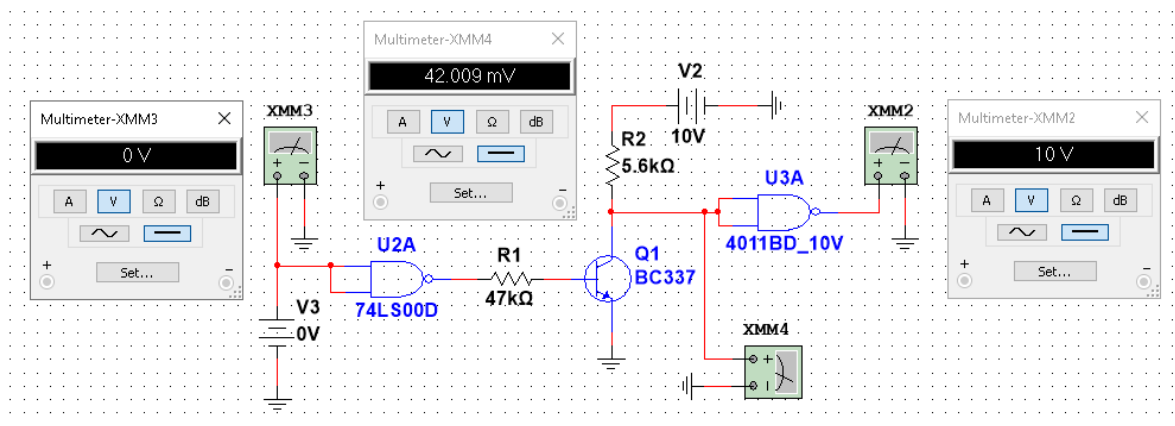 Multimeter-XMM4
42.009 mV
A V Ω dB
+ Set... -
Multimeter-XMM3
0 V
A V Ω dB
+ Set... -
XMM3
+ -
V2
10V
R2
5.6kΩ
XMM2
+ -
Multimeter-XMM2
10 V
A V Ω dB
+ Set... -
U3A
4011BD_10V
U2A
74LS00D
R1
47kΩ
Q1
BC337
V3
0V
XMM4
+
-